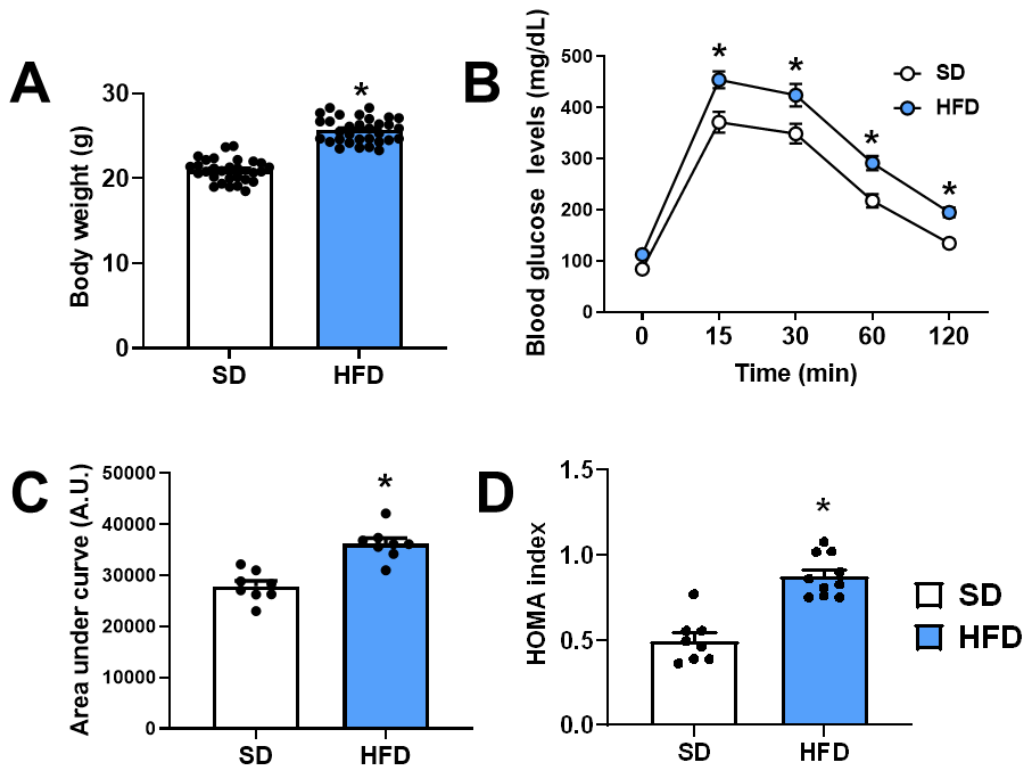 A
Body weight (g)
30
20
10
0
*
SD
HFD
B
Blood glucose levels (mg/dL)
500
400
300
200
100
0
* * * *
SD
HFD
0 15 30 60 120
Time (min)
C
Area under curve (A.U.)
50000
40000
30000
20000
10000
0
*
SD
HFD
D
HOMA index
1.5
1.0
0.5
0.0
*
SD
HFD
SD
HFD